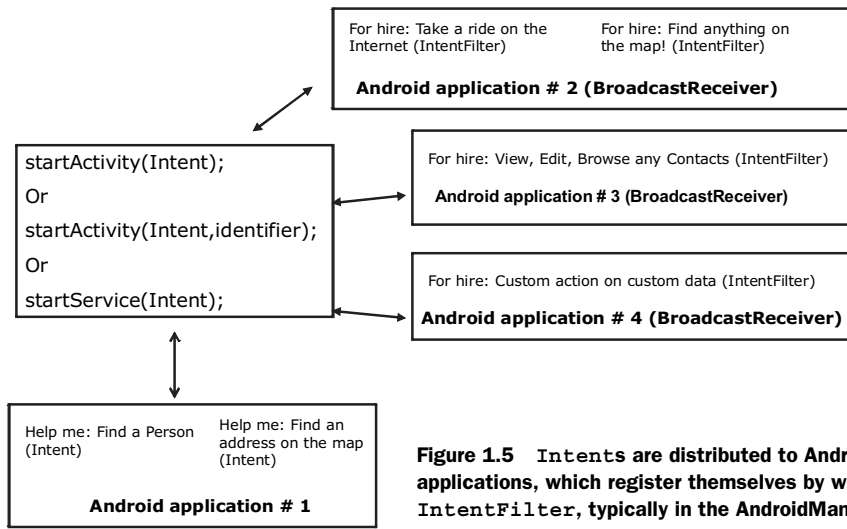 For hire: Take a ride on the
Internet (IntentFilter)
For hire: Find anything on
the map! (IntentFilter)
Android application # 2 (BroadcastReceiver)
startActivity(Intent);
Or
startActivity(Intent,identifier);
Or
startService(Intent);
For hire: View, Edit, Browse any Contacts (IntentFilter)
Android application # 3 (BroadcastReceiver)
For hire: Custom action on custom data (IntentFilter)
Android application # 4 (BroadcastReceiver)
Help me: Find a Person
(Intent)
Help me: Find an
address on the map
(Intent)
Android application # 1
Figure 1.5 Intents are distributed to Andr
applications, which register themselves by w
IntentFilter, typically in the AndroidMan